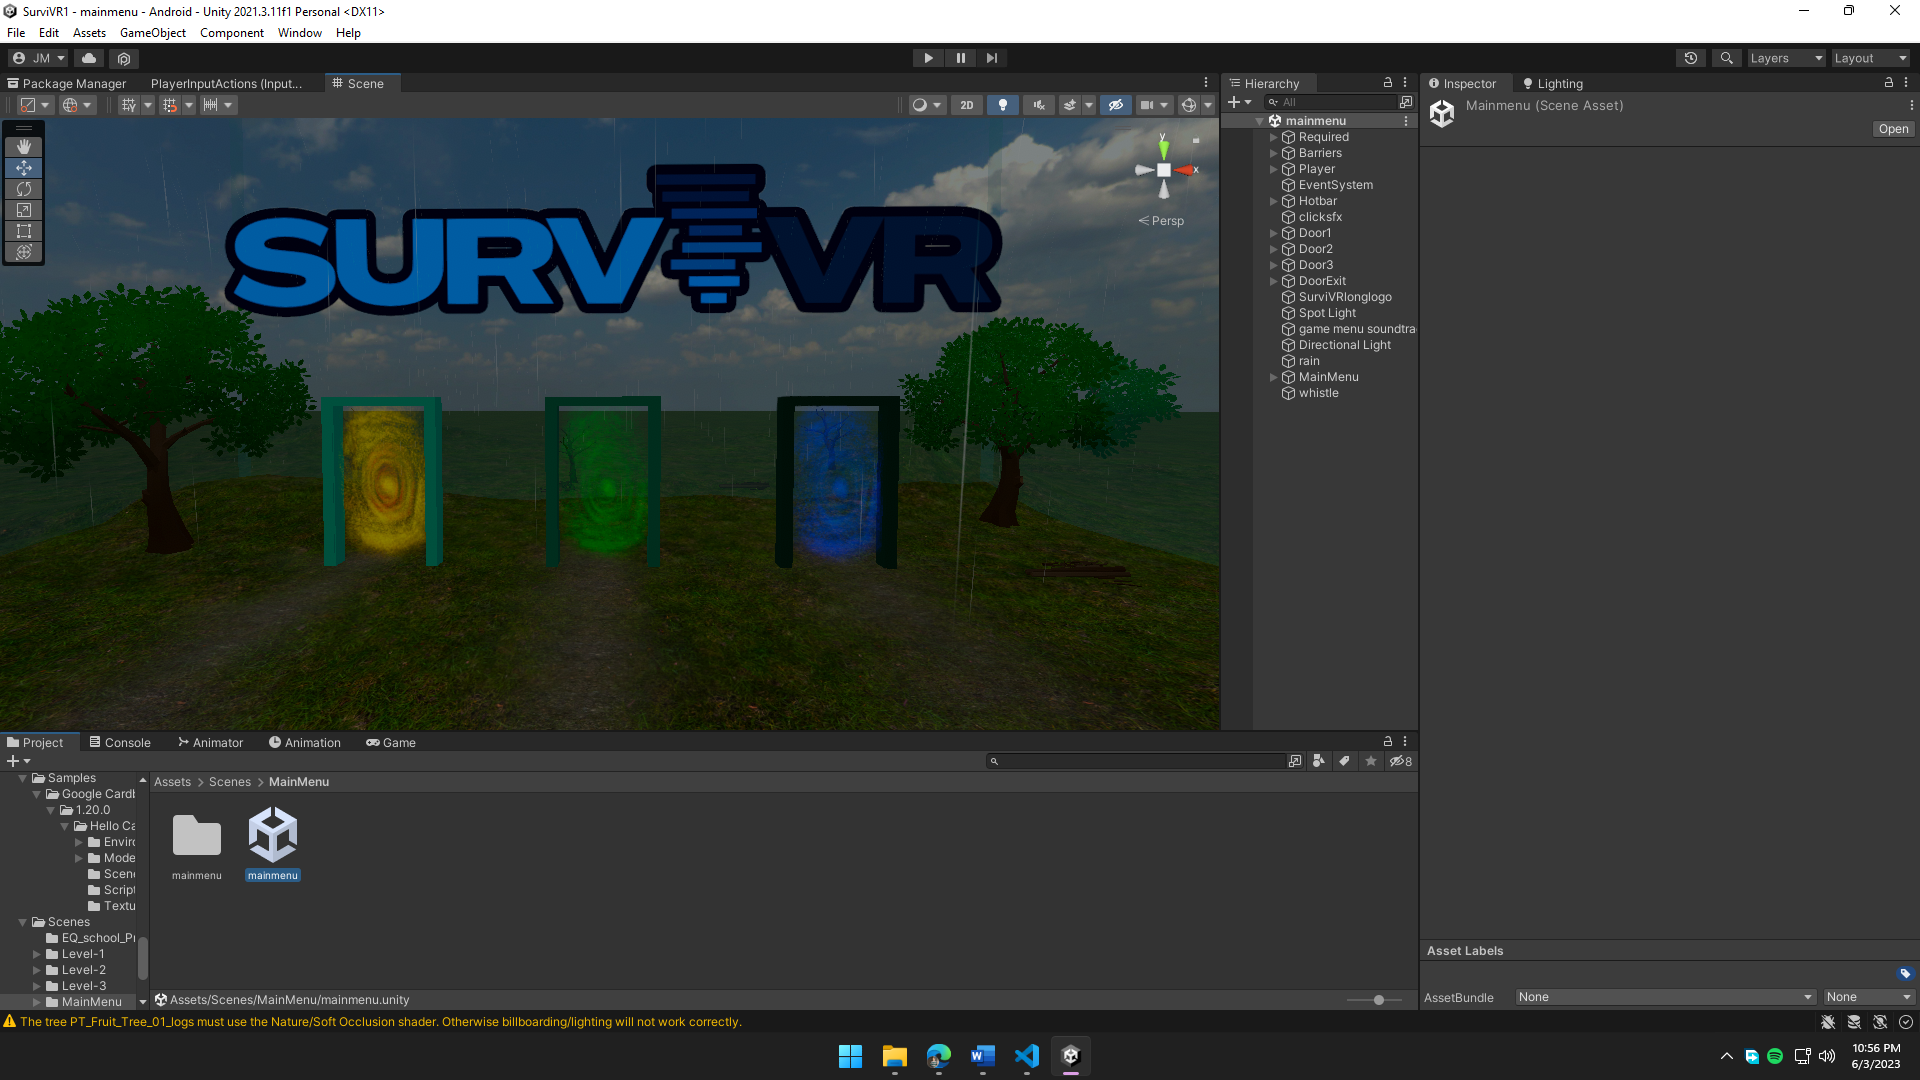 SurviVR1 - mainmenu - Android - Unity 2021.3.11f1 Personal <DX11>
File Edit Assets GameObject Component Window Help
JM Layers Layout
Package Manager PlayerInputActions (Input... Scene
2D
SURVIVR
y
x
Persp
Hierarchy
All
mainmenu
Required
Barriers
Player
EventSystem
Hotbar
clicksfx
Door1
Door2
Door3
DoorExit
SurviVRlonglogo
Spot Light
game menu soundtra
Directional Light
rain
MainMenu
whistle
Inspector Lighting
Mainmenu (Scene Asset)
Open
Project Console Animator Animation Game
8
Samples
Google Cardb
1.20.0
Hello Ca
Enviro
Mode
Scene
Script
Textu
Scenes
EQ_school_Pr
Level-1
Level-2
Level-3
MainMenu
Assets > Scenes > MainMenu
mainmenu mainmenu
Assets/Scenes/MainMenu/mainmenu.unity
Asset Labels
AssetBundle None None
The tree PT_Fruit_Tree_01_logs must use the Nature/Soft Occlusion shader. Otherwise billboarding/lighting will not work correctly.
10:56 PM
6/3/2023